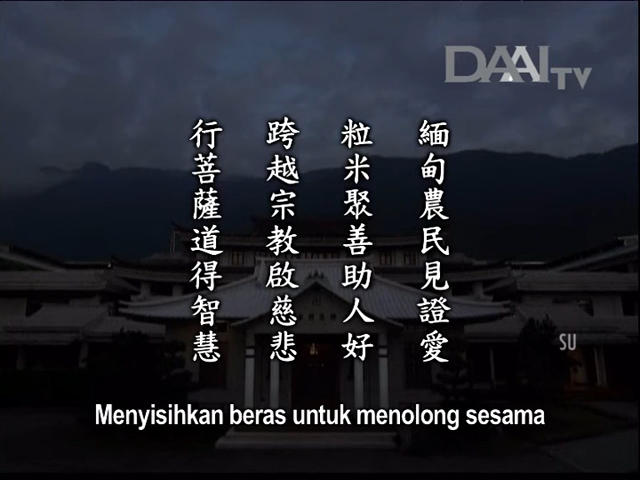 DAAI TV
緬甸農民見證愛
粒米聚善助人好
跨越宗教啟慈悲
行菩薩道得智慧
SU
Menyisihkan beras untuk menolong sesama